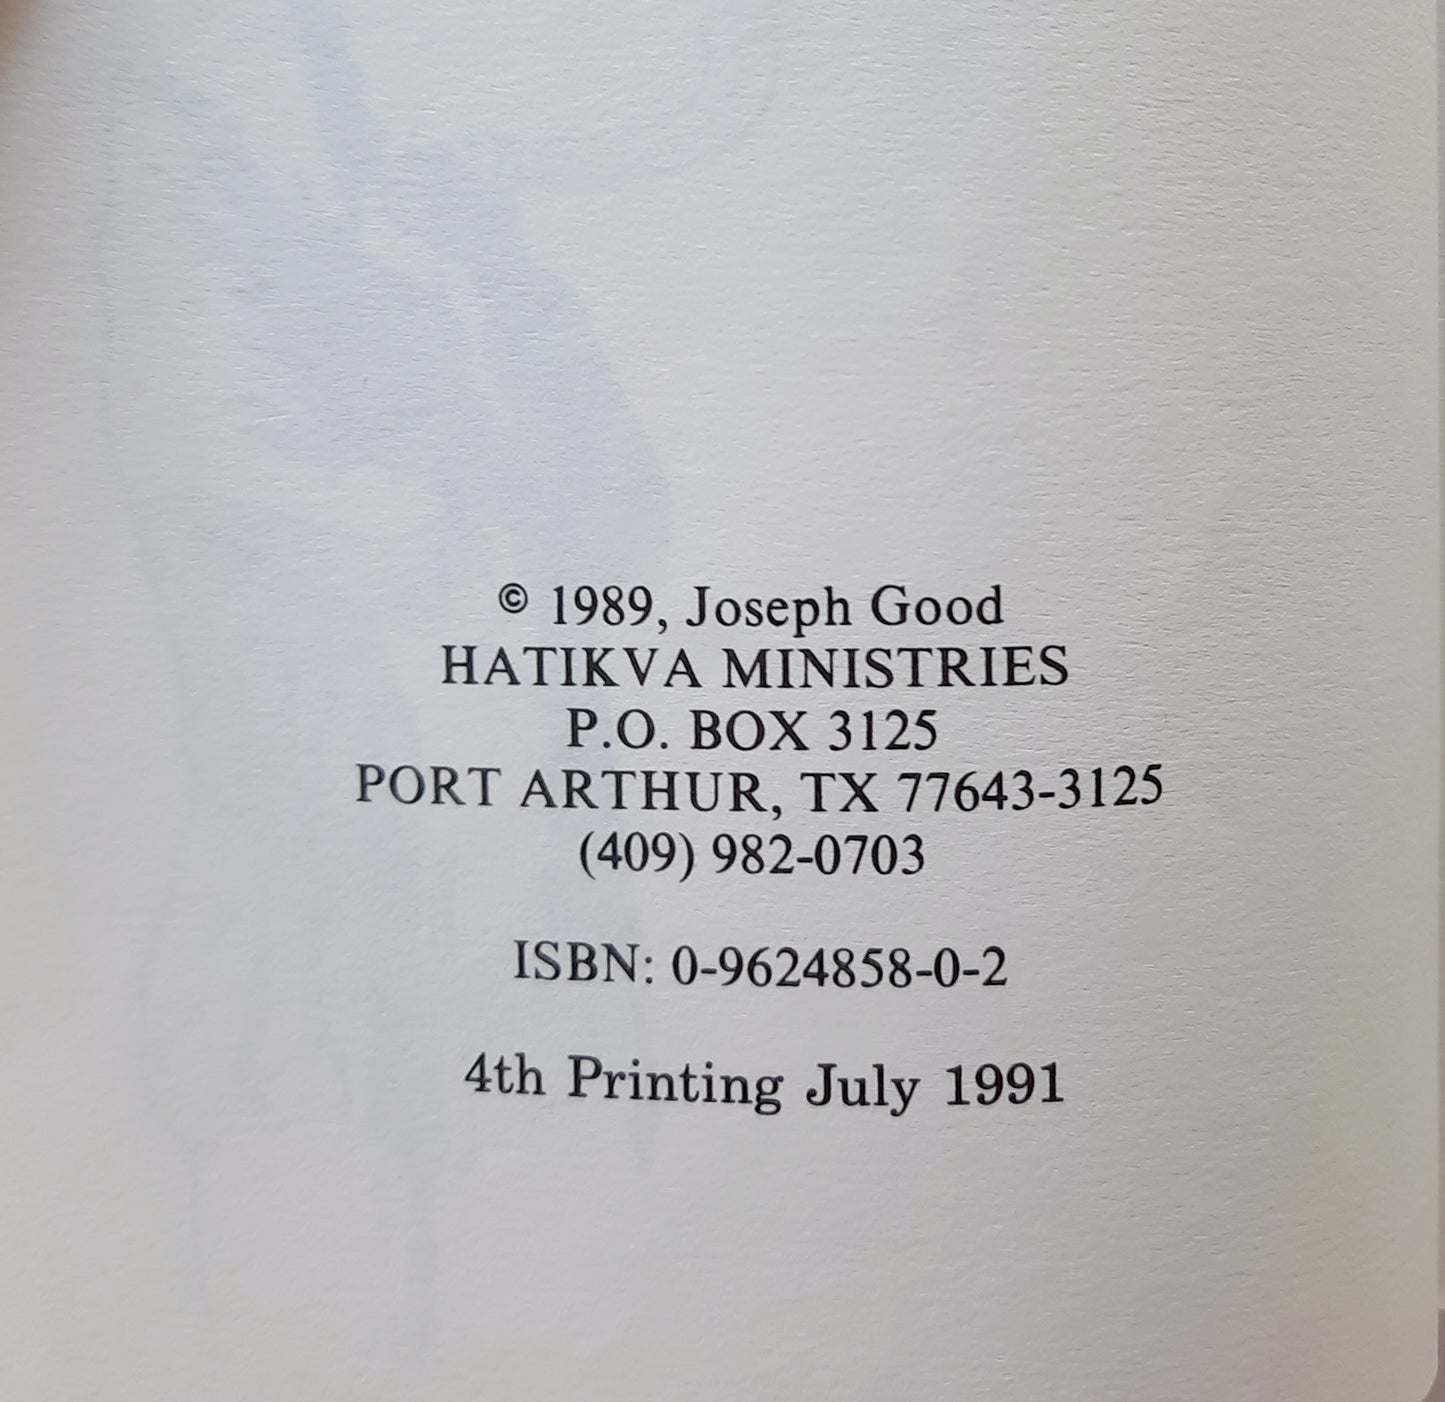 © 1989, Joseph Good
HATIKVA MINISTRIES
P.O. BOX 3125
PORT ARTHUR, TX 77643-3125
(409) 982-0703
ISBN: 0-9624858-0-2
4th Printing July 1991